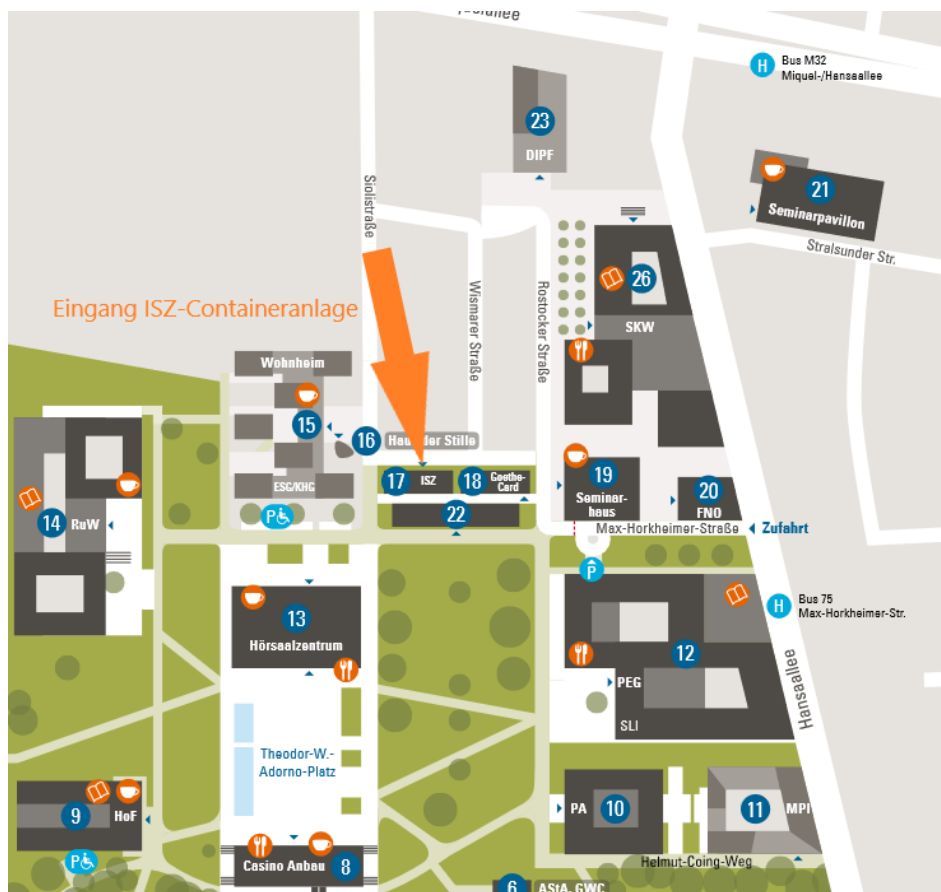 H
Bus M32
Miquel-/Hansaallee
23
DIPF
21
Seminarpavillon
Stralsunder Str.
Siolistraße
Wismarer Straße
Rostocker Straße
26
SKW
Eingang ISZ-Containeranlage
Wohnheim
15
16
Haus der Stille
17
ISZ
18
Goethe-
Card
ESG/KHG
P
22
19
Seminar-
haus
20
FNO
Max-Horkheimer-Straße
Zufahrt
P
14
RuW
13
Hörsaalzentrum
H
Bus 75
Max-Horkheimer-Str.
Hansaallee
12
PEG
SLI
Theodor-W.-
Adorno-Platz
9
HoF
P
10
PA
11
MPI
Helmut-Coing-Weg
Casino Anbau
8
6
AStA, GWC